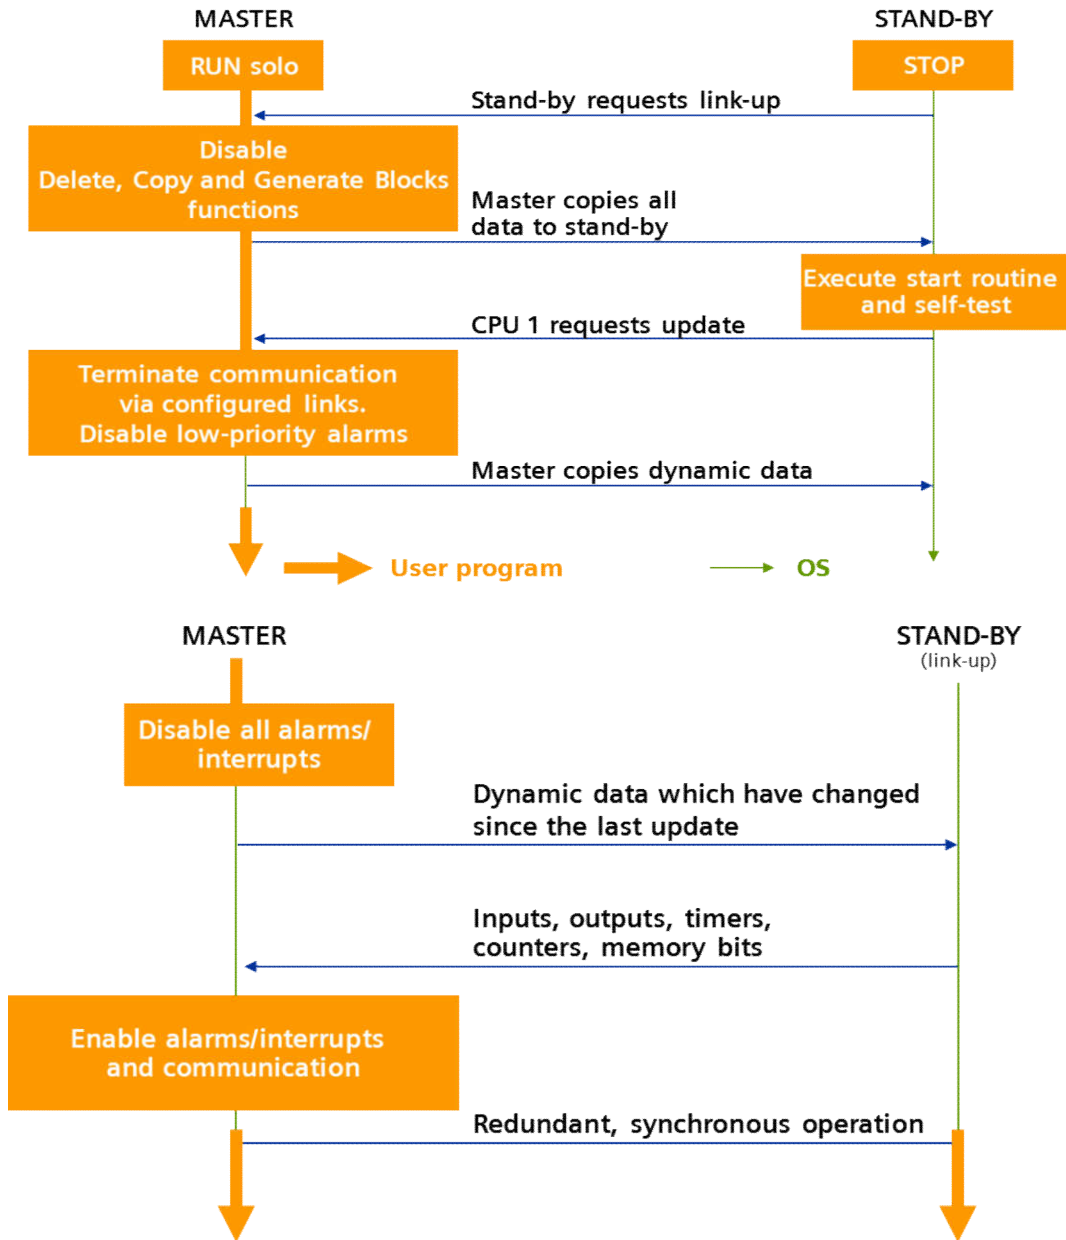 MASTER
STAND-BY
RUN solo
STOP
Stand-by requests link-up
Disable
Delete, Copy and Generate Blocks
functions
Master copies all
data to stand-by
Execute start routine
and self-test
CPU 1 requests update
Terminate communication
via configured links.
Disable low-priority alarms
Master copies dynamic data
User program
OS
MASTER
STAND-BY
(link-up)
Disable all alarms/
interrupts
Dynamic data which have changed
since the last update
Inputs, outputs, timers,
counters, memory bits
Enable alarms/interrupts
and communication
Redundant, synchronous operation